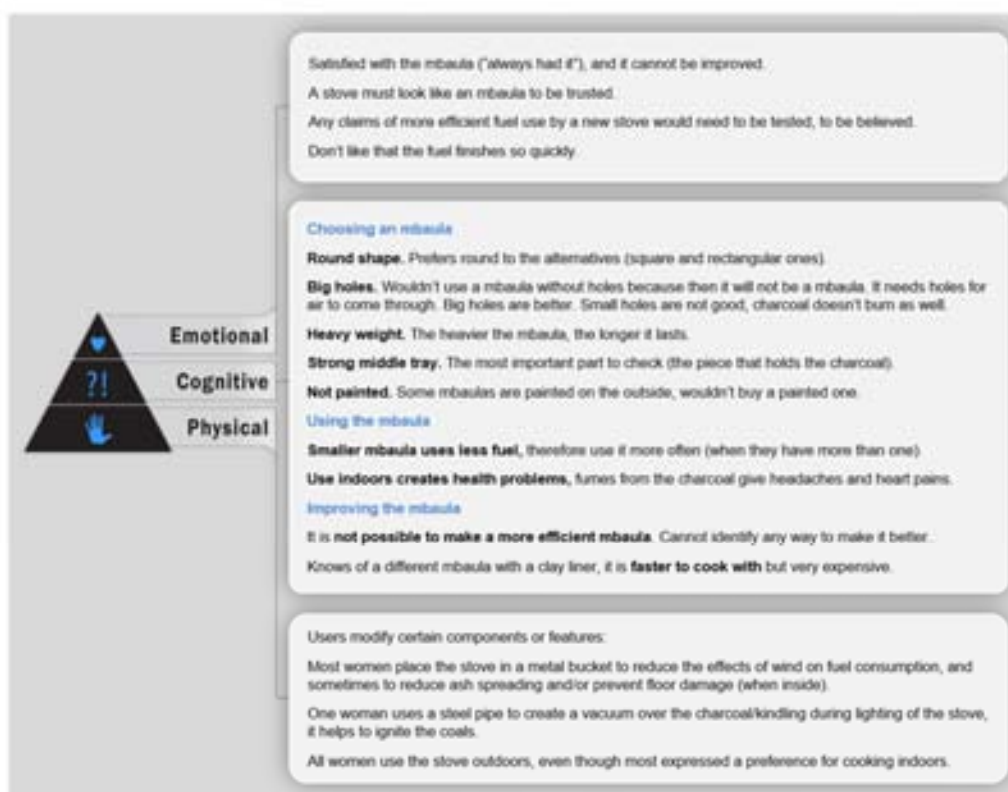 Satisfied with the mbaula ("always had it"), and it cannot be improved.
A stove must look like an mbaula to be trusted.
Any claims of more efficient fuel use by a new stove would need to be tested, to be believed.
Don't like that the fuel finishes so quickly.
Emotional
?!
Cognitive
Physical
Choosing an mbaula
Round shape. Prefers round to the alternatives (square and rectangular ones).
Big holes. Wouldn't use a mbaula without holes because then it will not be a mbaula. It needs holes for
air to come through. Big holes are better. Small holes are not good, charcoal doesn't burn as well.
Heavy weight. The heavier the mbaula, the longer it lasts.
Strong middle tray. The most important part to check (the piece that holds the charcoal).
Not painted. Some mbaulas are painted on the outside, wouldn't buy a painted one.
Using the mbaula
Smaller mbaula uses less fuel, therefore use it more often (when they have more than one).
Use indoors creates health problems, fumes from the charcoal give headaches and heart pains.
Improving the mbaula
It is not possible to make a more efficient mbaula. Cannot identify any way to make it better.
Knows of a different mbaula with a clay liner, it is faster to cook with but very expensive.
Users modify certain components or features:
Most women place the stove in a metal bucket to reduce the effects of wind on fuel consumption, and
sometimes to reduce ash spreading and/or prevent floor damage (when inside).
One woman uses a steel pipe to create a vacuum over the charcoal/kindling during lighting of the stove,
it helps to ignite the coals.
All women use the stove outdoors, even though most expressed a preference for cooking indoors.